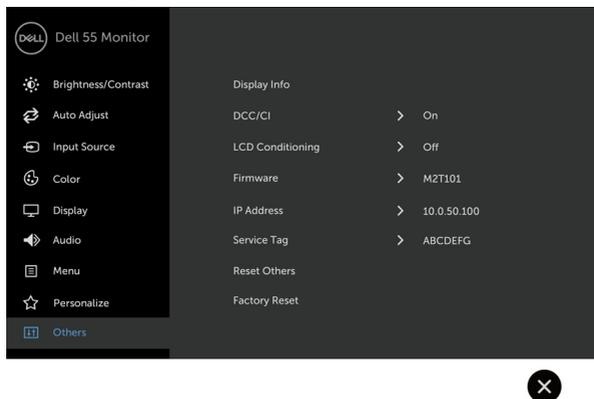 DELL Dell 55 Monitor
Brightness/Contrast
Auto Adjust
Input Source
Color
Display
Audio
Menu
Personalize
Others
Display Info
DCC/CI > On
LCD Conditioning > Off
Firmware > M2T101
IP Address > 10.0.50.100
Service Tag > ABCDEFG
Reset Others
Factory Reset